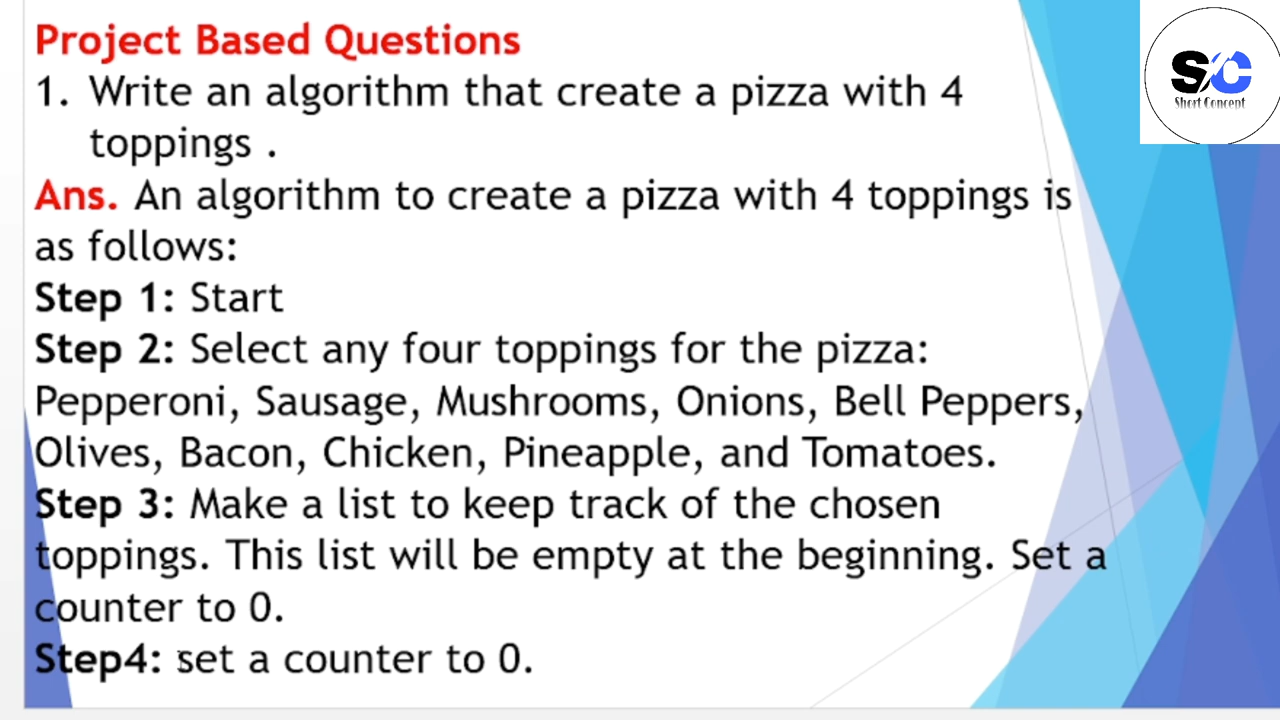 Project Based Questions
1. Write an algorithm that create a pizza with 4
toppings .
Ans. An algorithm to create a pizza with 4 toppings is
as follows:
Step 1: Start
Step 2: Select any four toppings for the pizza:
Pepperoni, Sausage, Mushrooms, Onions, Bell Peppers,
Olives, Bacon, Chicken, Pineapple, and Tomatoes.
Step 3: Make a list to keep track of the chosen
toppings. This list will be empty at the beginning. Set a
counter to 0.
Step4: set a counter to 0.
SC
Short Concept